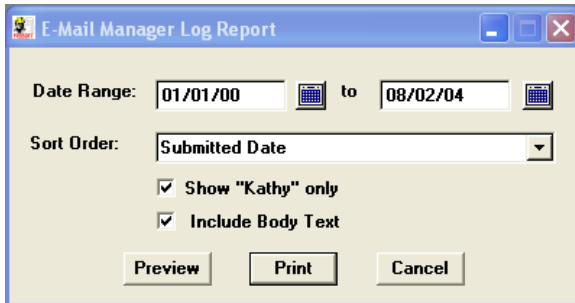 E-Mail Manager Log Report
Date Range: 01/01/00 to 08/02/04
Sort Order: Submitted Date
Show "Kathy" only
Include Body Text
Preview Print Cancel